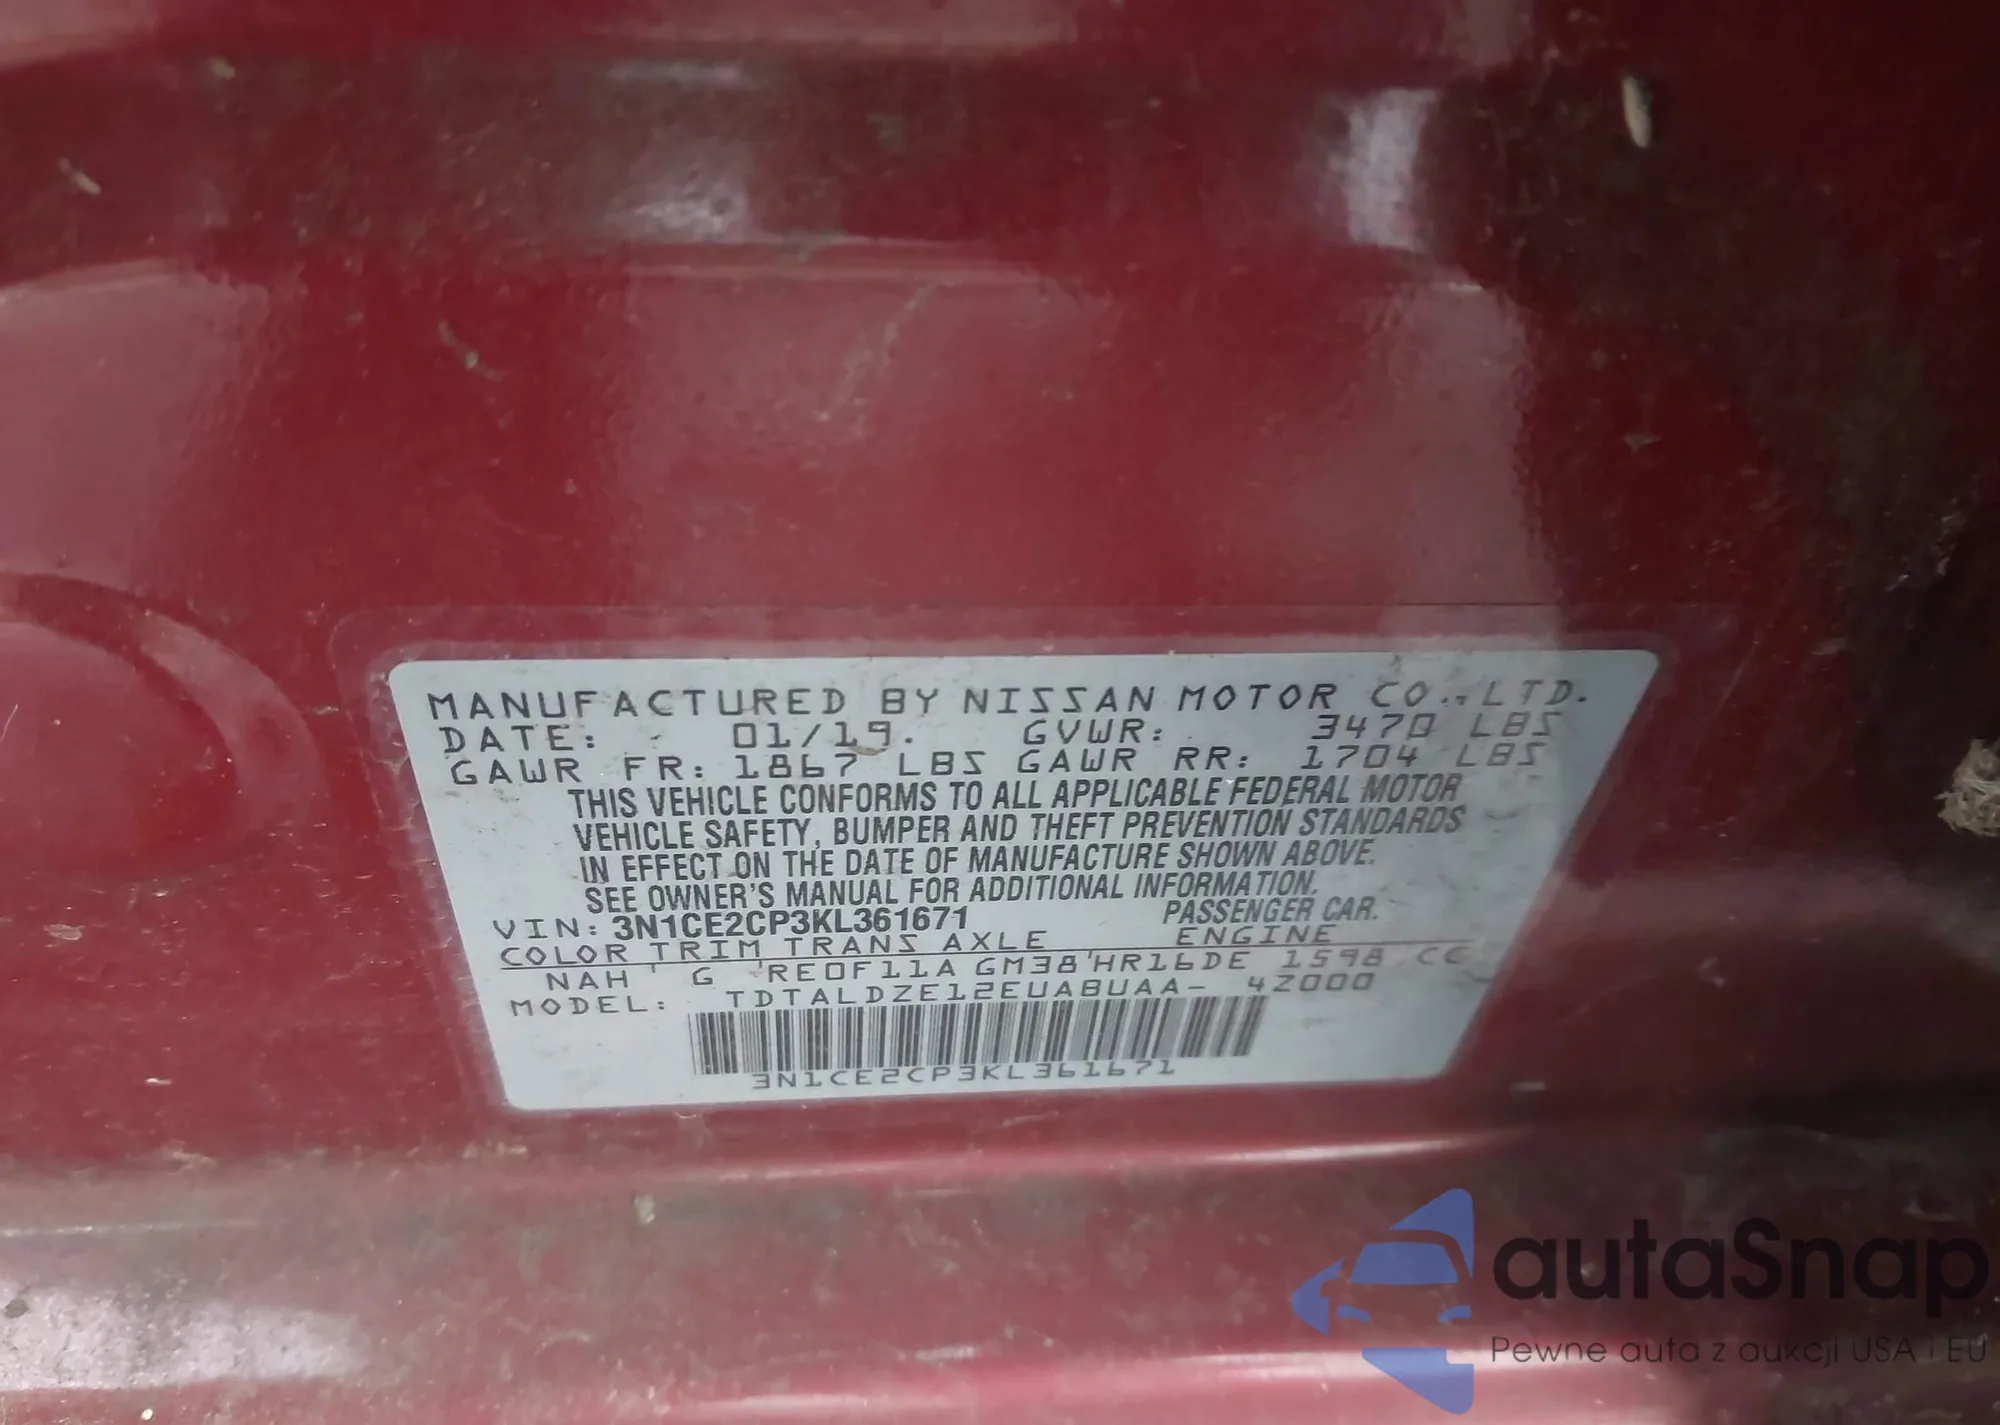 MANUFACTURED BY NISSAN MOTOR CO., LTD.
DATE: 01/19. GVWR: 3470 LBS
GAWR FR: 1867 LBS GAWR RR: 1704 LBS
THIS VEHICLE CONFORMS TO ALL APPLICABLE FEDERAL MOTOR
VEHICLE SAFETY, BUMPER AND THEFT PREVENTION STANDARDS
IN EFFECT ON THE DATE OF MANUFACTURE SHOWN ABOVE.
SEE OWNER'S MANUAL FOR ADDITIONAL INFORMATION.
VIN: 3N1CE2CP3KL361671 PASSENGER CAR.
COLOR TRIM TRANS AXLE ENGINE
NAH G RE0F11A GM38 HR16DE 1598 CC
MODEL: TDTALDZE12EUABUAA- 4Z000
3N1CE2CP3KL361671
autaSnap
Pewne auta z aukcji USA i EU